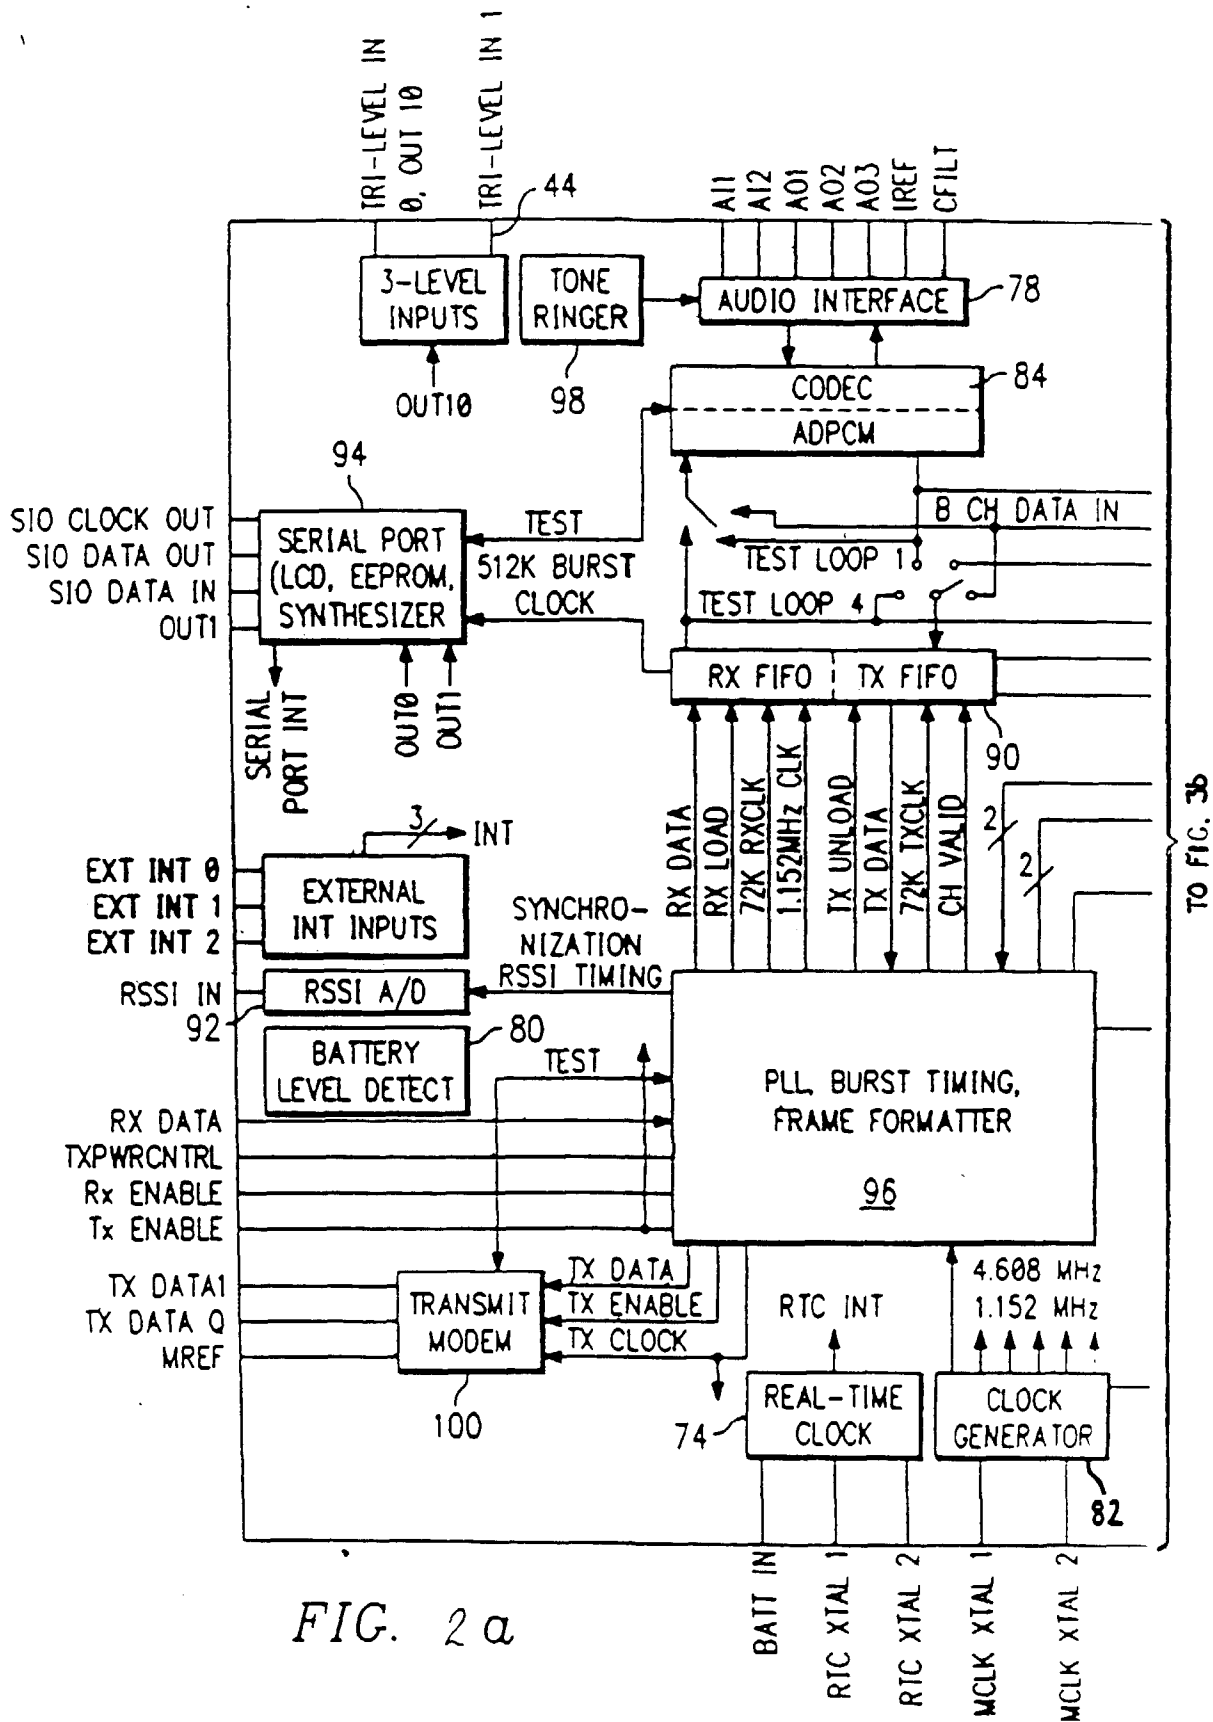 TRI-LEVEL IN
0, OUT 10
TRI-LEVEL IN 1
44
AI1
AI2
AO1
AO2
AO3
IREF
CFILT
3-LEVEL
INPUTS
TONE
RINGER
AUDIO INTERFACE
78
OUT10
98
CODEC
ADPCM
84
94
SIO CLOCK OUT
SIO DATA OUT
SIO DATA IN
OUT1
SERIAL PORT
(LCD, EEPROM,
SYNTHESIZER
TEST
512K BURST
CLOCK
B CH DATA IN
TEST LOOP 1
TEST LOOP 4
RX FIFO
TX FIFO
90
SERIAL
PORT INT
OUT0
OUT1
RX DATA
RX LOAD
72K RXCLK
1.152MHz CLK
TX UNLOAD
TX DATA
72K TXCLK
CH VALID
2
2
TO FIG. 3b
3
INT
EXT INT 0
EXT INT 1
EXT INT 2
EXTERNAL
INT INPUTS
SYNCHRO-
NIZATION
RSSI TIMING
RSSI IN
RSSI A/D
92
80
BATTERY
LEVEL DETECT
TEST
PLL, BURST TIMING,
FRAME FORMATTER
96
RX DATA
TXPWRCNTRL
Rx ENABLE
Tx ENABLE
TX DATA1
TX DATA Q
MREF
TRANSMIT
MODEM
100
TX DATA
TX ENABLE
TX CLOCK
RTC INT
4.608 MHz
1.152 MHz
REAL-TIME
CLOCK
74
CLOCK
GENERATOR
82
BATT IN
RTC XTAL 1
RTC XTAL 2
MCLK XTAL 1
MCLK XTAL 2
FIG. 2a